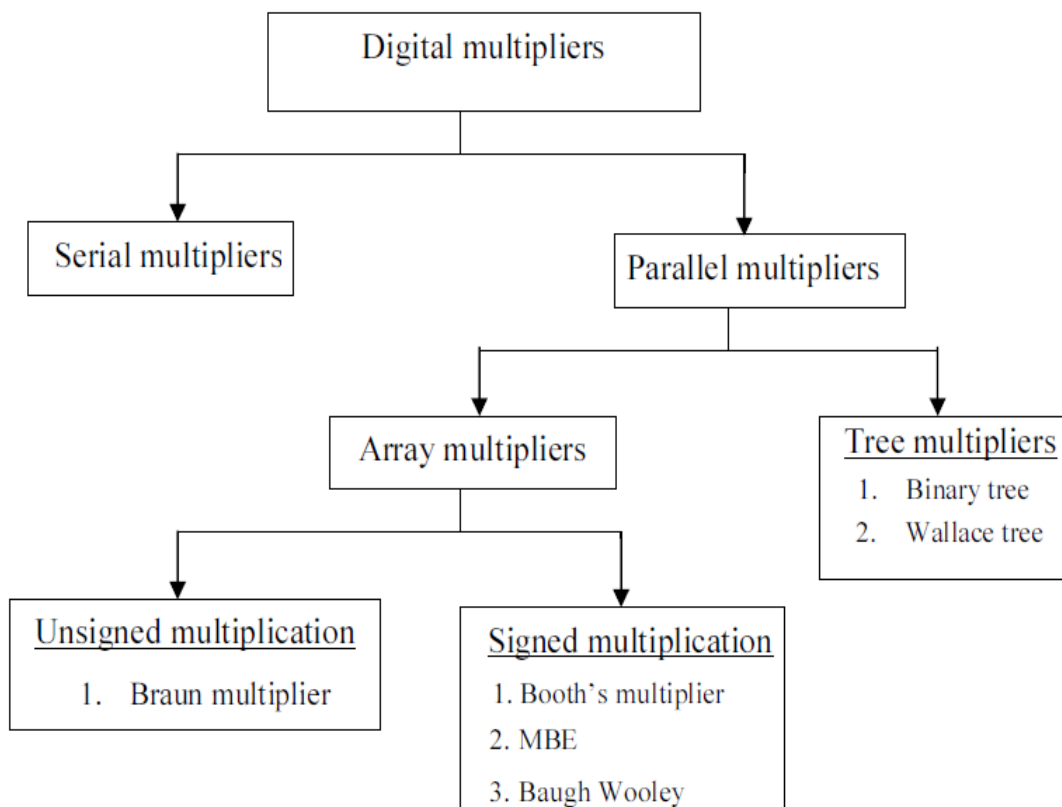 Digital multipliers
Serial multipliers
Parallel multipliers
Array multipliers
Tree multipliers
1. Binary tree
2. Wallace tree
Unsigned multiplication
1. Braun multiplier
Signed multiplication
1. Booth's multiplier
2. MBE
3. Baugh Wooley